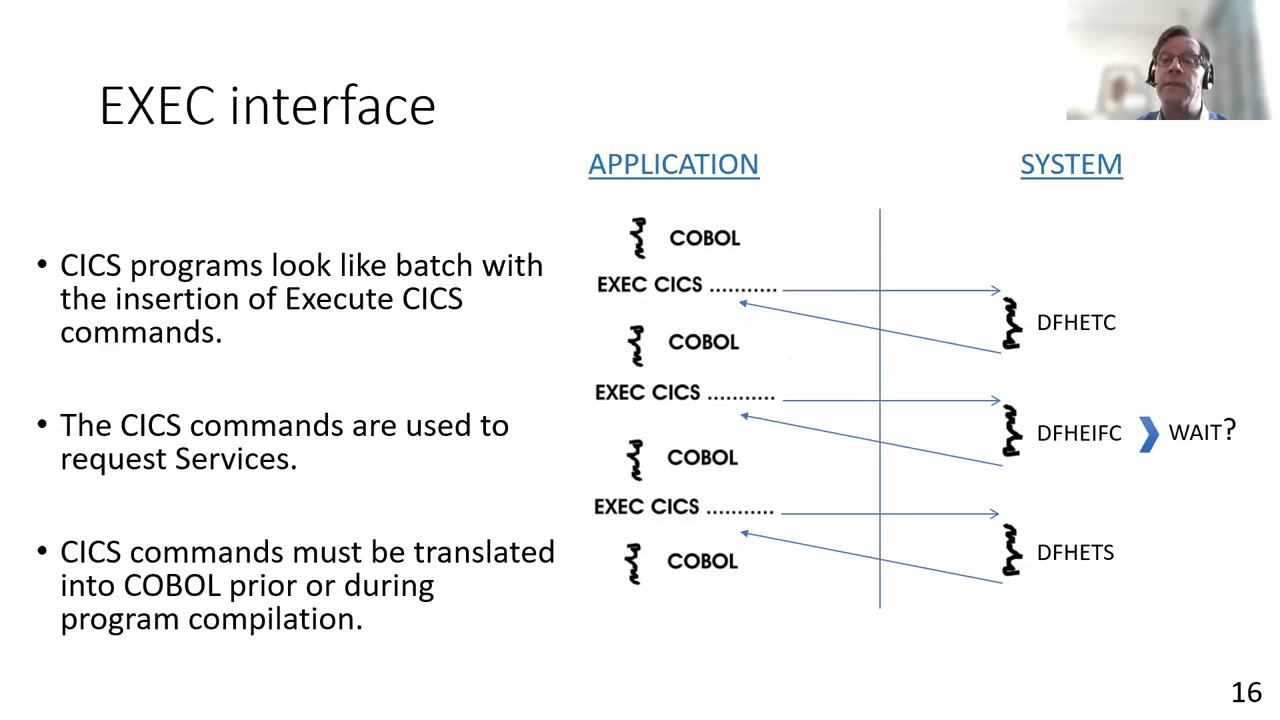 EXEC interface
APPLICATION
SYSTEM
• CICS programs look like batch with
the insertion of Execute CICS
commands.
• The CICS commands are used to
request Services.
• CICS commands must be translated
into COBOL prior or during
program compilation.
COBOL
EXEC CICS ...........
DFHETC
COBOL
EXEC CICS ...........
DFHEIFC
WAIT?
COBOL
EXEC CICS ...........
DFHETS
COBOL
16